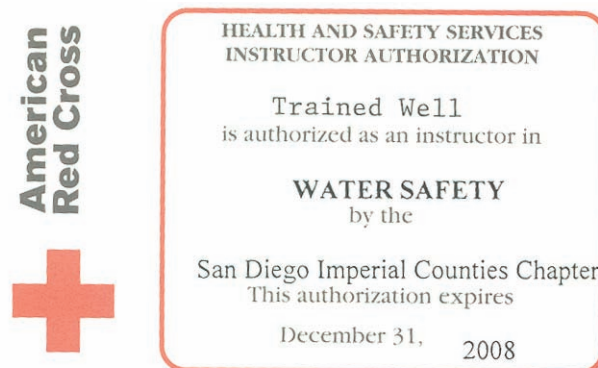 American
Red Cross
HEALTH AND SAFETY SERVICES
INSTRUCTOR AUTHORIZATION
Trained Well
is authorized as an instructor in
WATER SAFETY
by the
San Diego Imperial Counties Chapter
This authorization expires
December 31, 2008